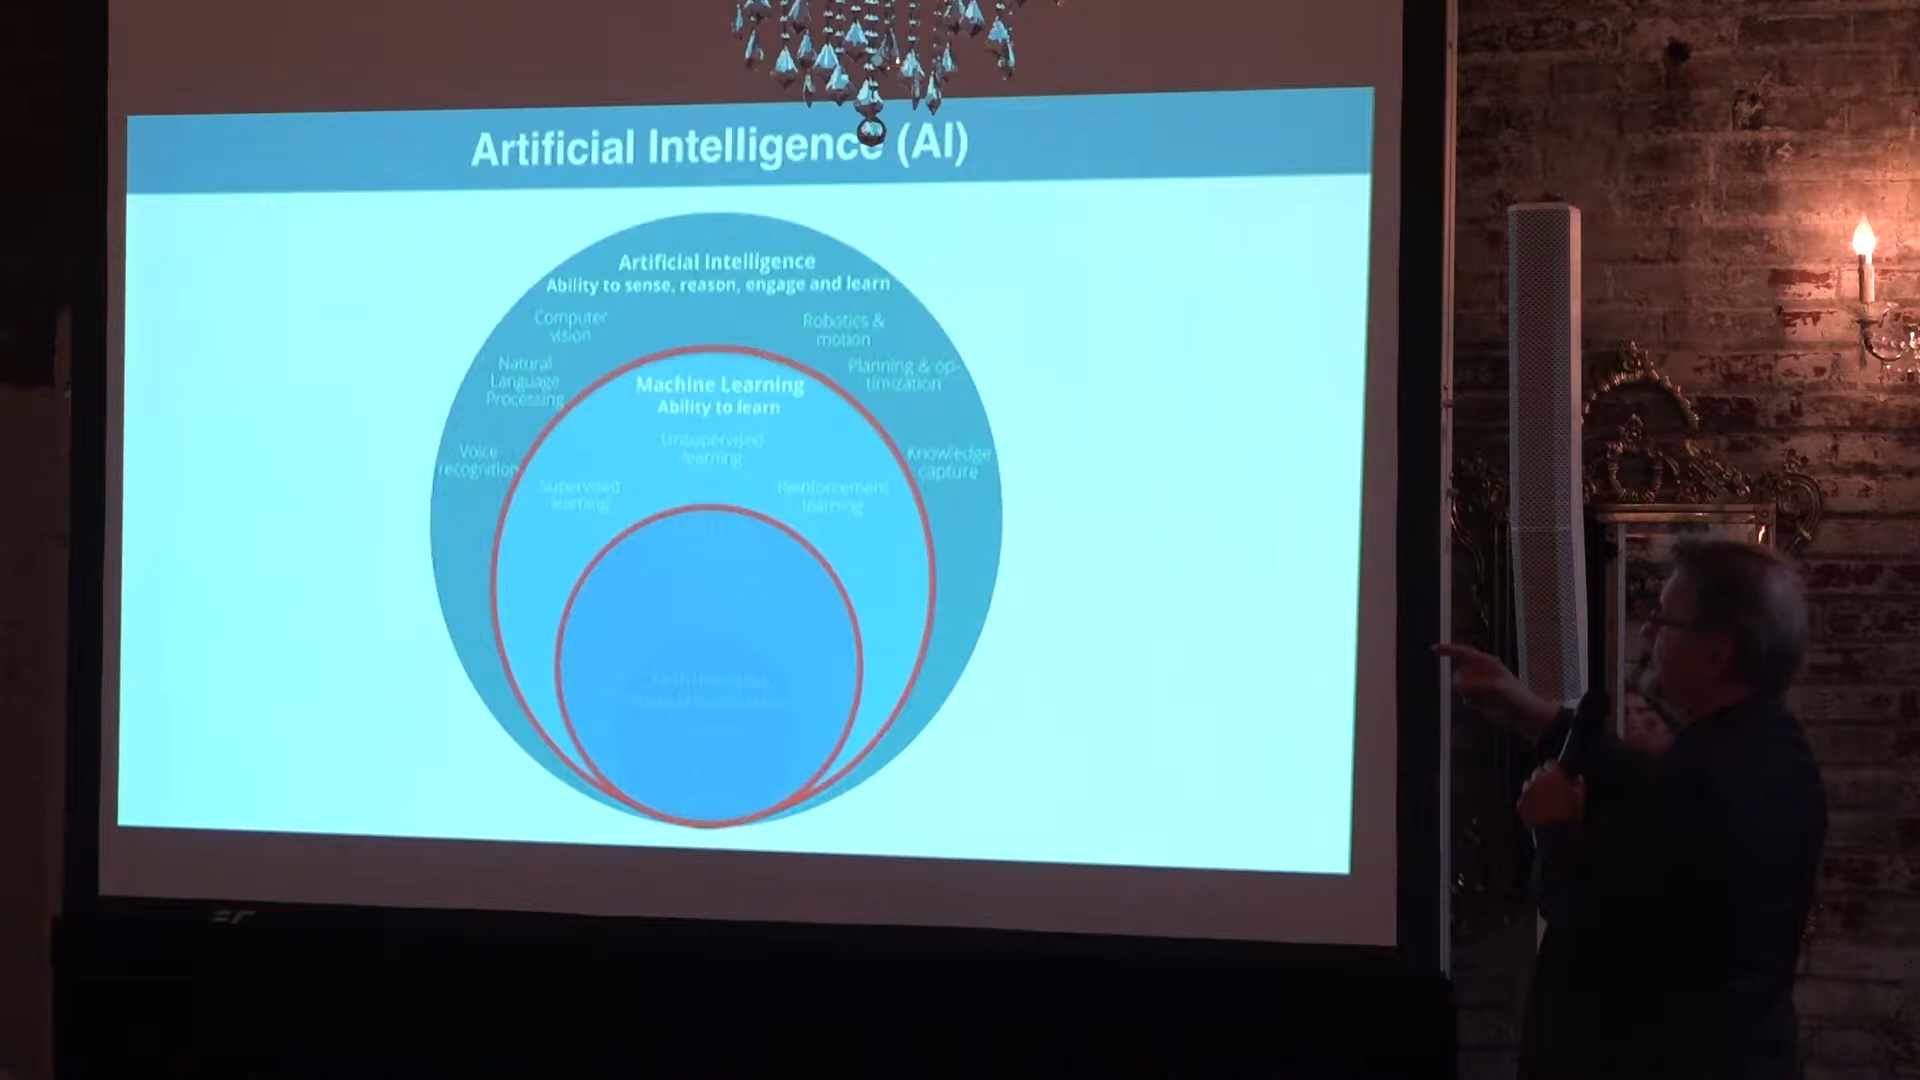 Artificial Intelligence (AI)
Artificial Intelligence
Ability to sense, reason, engage and learn
Computer
vision
Robotics &
motion
Natural
Language
Processing
Planning & op-
timization
Machine Learning
Ability to learn
Unsupervised
learning
Voice
recognition
Knowledge
capture
Supervised
learning
Reinforcement
learning